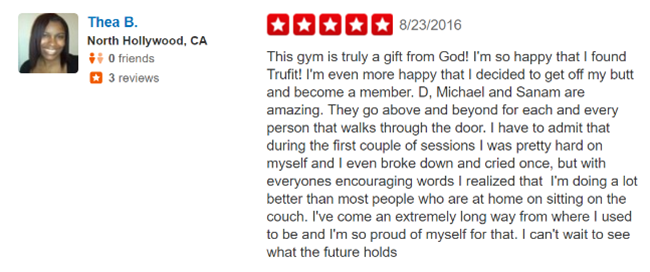 Thea B.
North Hollywood, CA
0 friends
3 reviews
8/23/2016
This gym is truly a gift from God! I'm so happy that I found
Trufit! I'm even more happy that I decided to get off my butt
and become a member. D, Michael and Sanam are
amazing. They go above and beyond for each and every
person that walks through the door. I have to admit that
during the first couple of sessions I was pretty hard on
myself and I even broke down and cried once, but with
everyones encouraging words I realized that  I'm doing a lot
better than most people who are at home on sitting on the
couch. I've come an extremely long way from where I used
to be and I'm so proud of myself for that. I can't wait to see
what the future holds